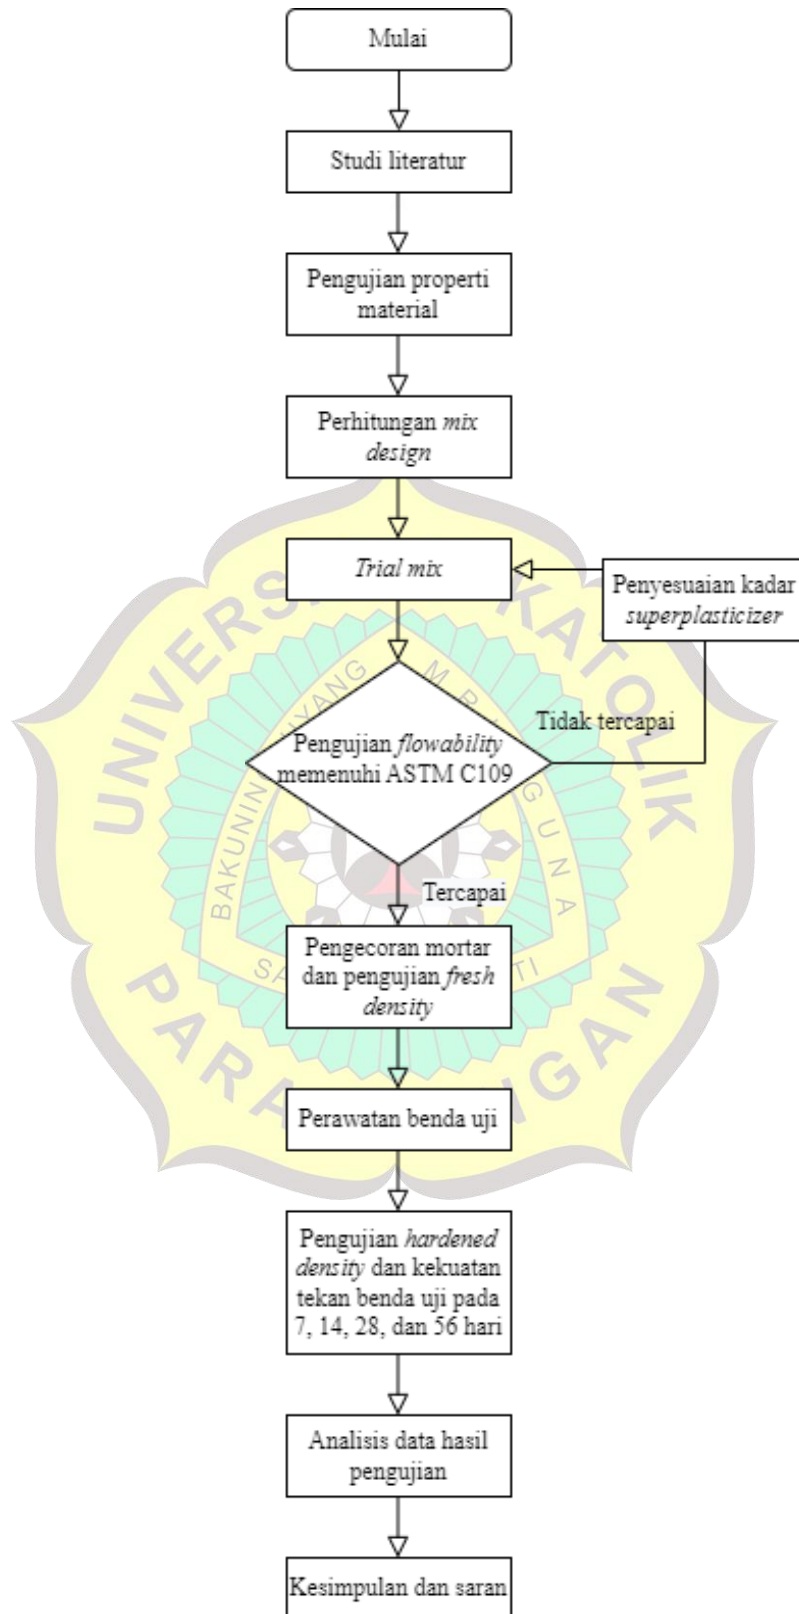 Mulai
Studi literatur
Pengujian properti
material
Perhitungan mix
design
Trial mix
Penyesuaian kadar
superplasticizer
Tidak tercapai
Pengujian flowability
memenuhi ASTM C109
Tercapai
Pengecoran mortar
dan pengujian fresh
density
Perawatan benda uji
Pengujian hardened
density dan kekuatan
tekan benda uji pada
7, 14, 28, dan 56 hari
Analisis data hasil
pengujian
Kesimpulan dan saran
KATOLIK
BAKUNING